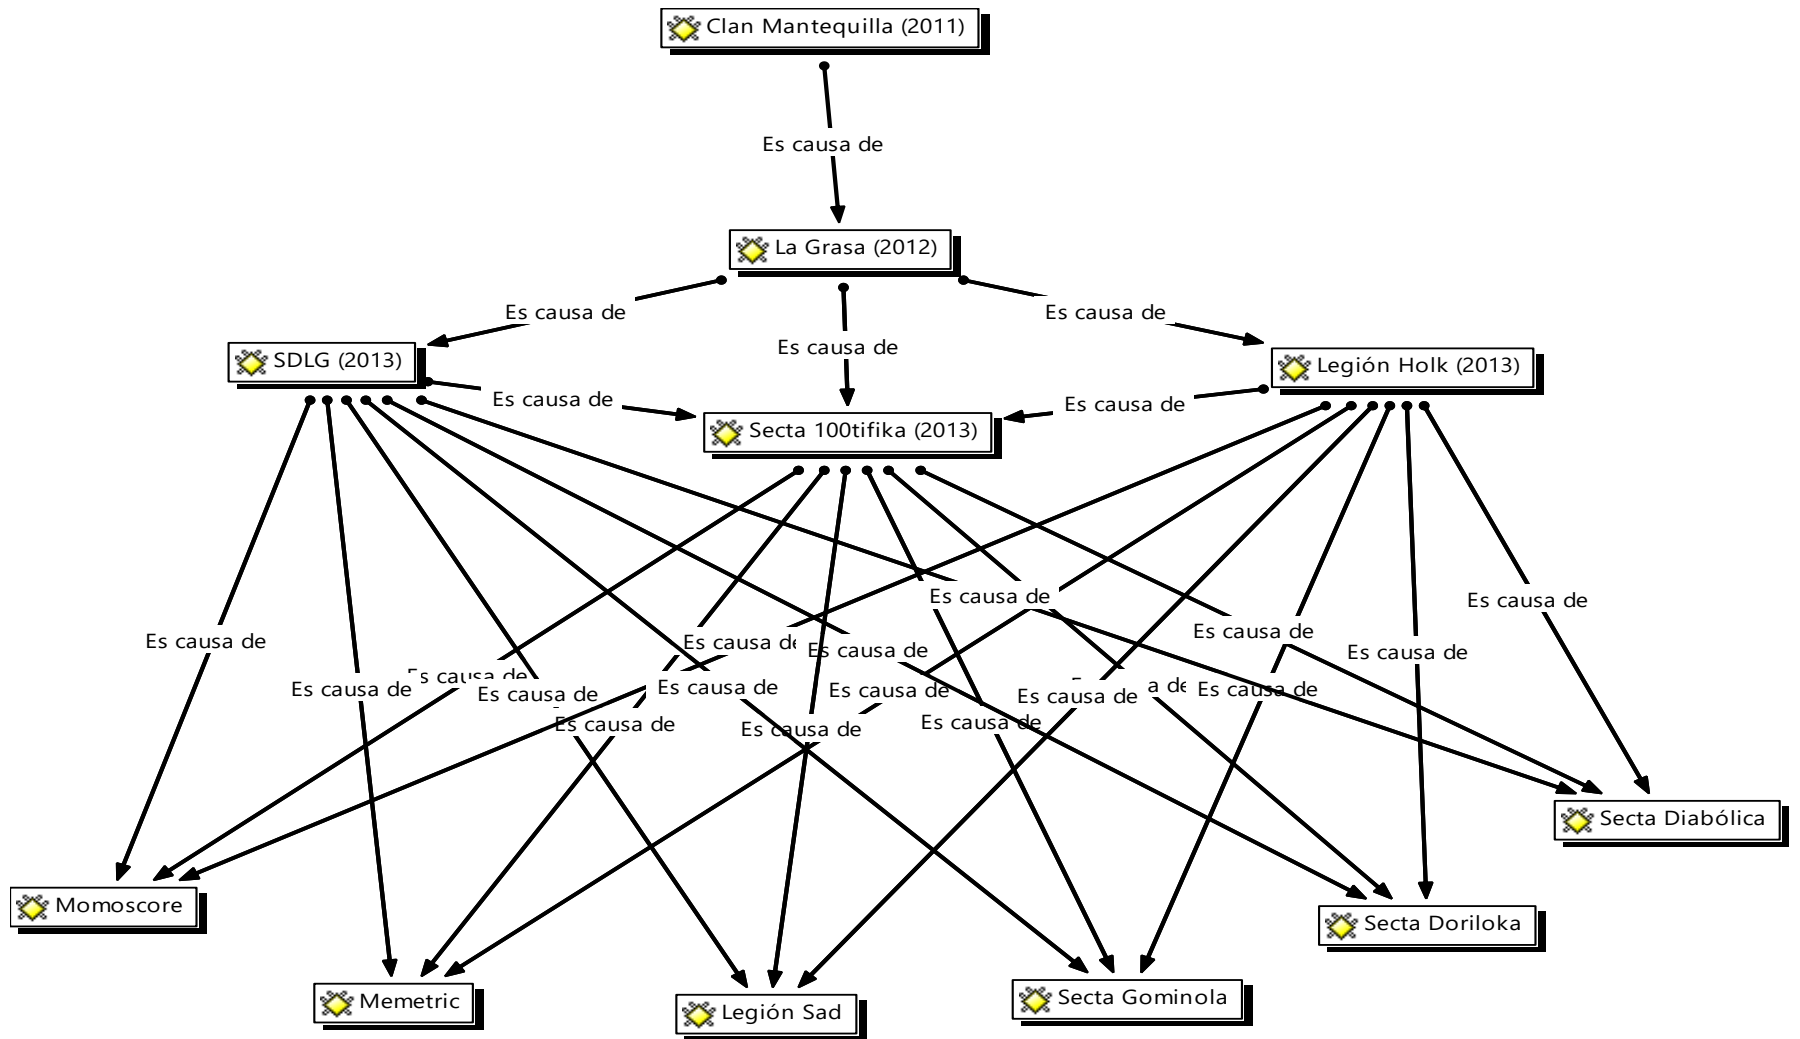 Clan Mantequilla (2011)
Es causa de
La Grasa (2012)
Es causa de
Es causa de
Es causa de
SDLG (2013)
Legión Holk (2013)
Es causa de
Es causa de
Secta 100tifika (2013)
Es causa de
Es causa de
Es causa de
Es causa de
Es causa de
Es causa de
Es causa de
Es causa de
Es causa de
Es causa de
Es causa de
Es causa de
Es causa de
Es causa de
a de
Es causa de
Es causa de
Es causa de
Es causa de
Secta Diabólica
Momoscore
Secta Doriloka
Memetric
Secta Gominola
Legión Sad